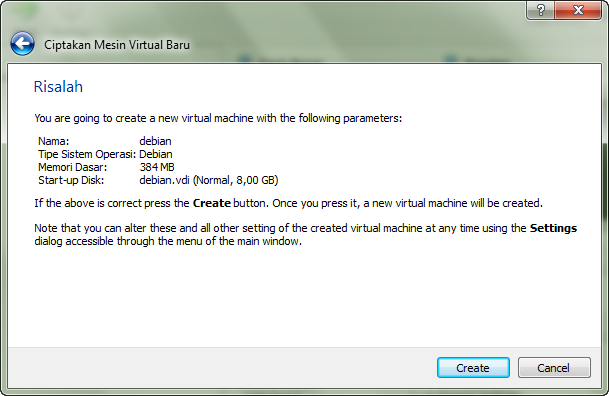 Ciptakan Mesin Virtual Baru
Risalah
You are going to create a new virtual machine with the following parameters:
Nama: debian
Tipe Sistem Operasi: Debian
Memori Dasar: 384 MB
Start-up Disk: debian.vdi (Normal, 8,00 GB)
If the above is correct press the Create button. Once you press it, a new virtual machine will be created.
Note that you can alter these and all other setting of the created virtual machine at any time using the Settings
dialog accessible through the menu of the main window.
Create Cancel